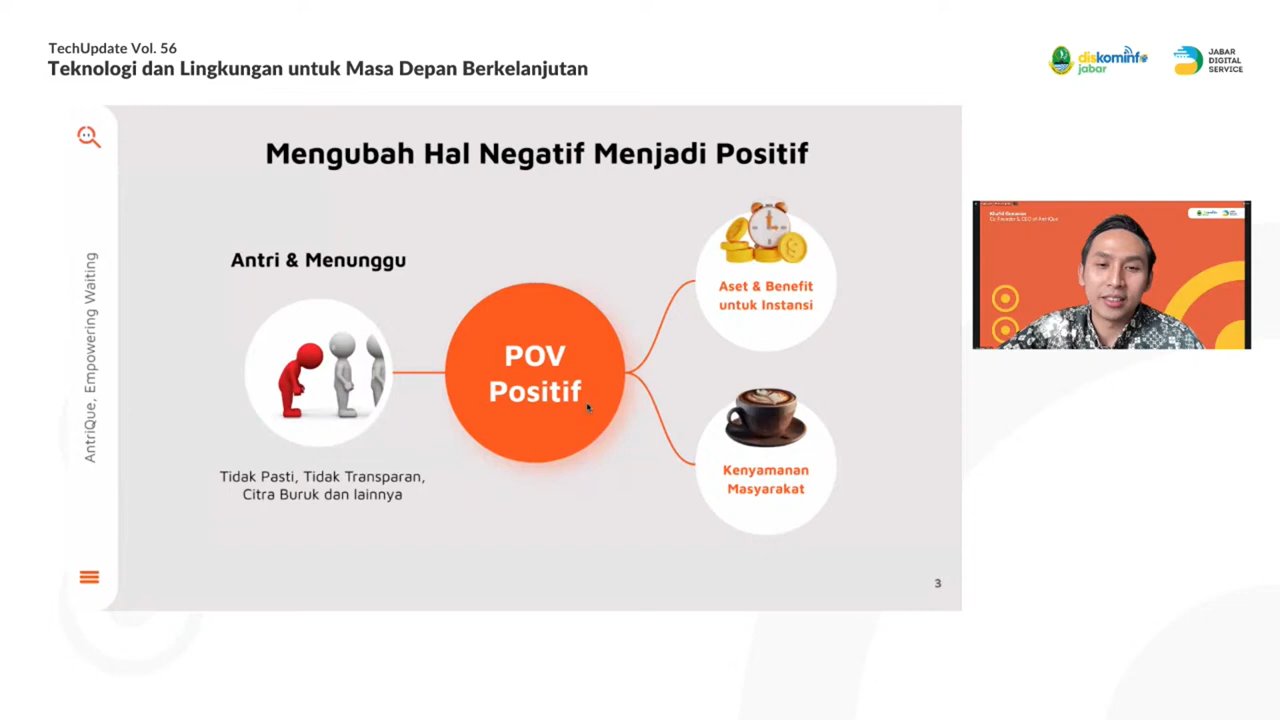 TechUpdate Vol. 56
Teknologi dan Lingkungan untuk Masa Depan Berkelanjutan
diskominfo
jabar
JABAR
DIGITAL
SERVICE
Mengubah Hal Negatif Menjadi Positif
AntriQue, Empowering Waiting
Antri & Menunggu
Tidak Pasti, Tidak Transparan,
Citra Buruk dan lainnya
POV
Positif
Aset & Benefit
untuk Instansi
Kenyamanan
Masyarakat
3